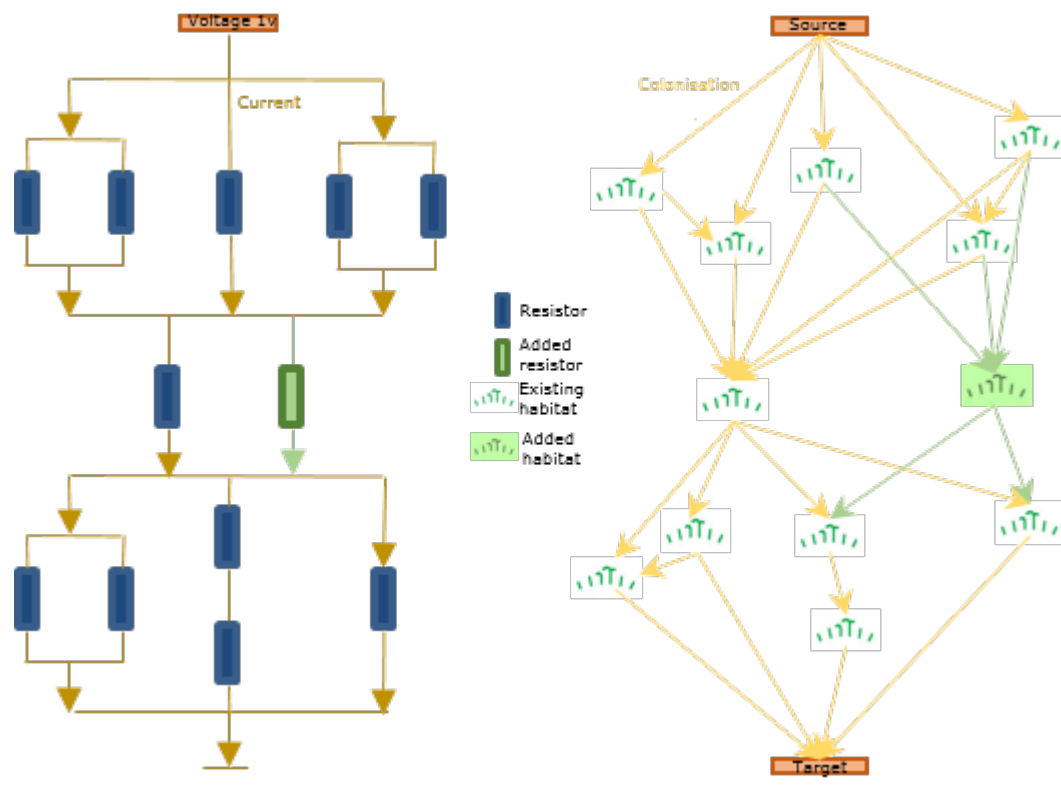 Voltage 1v
Source
Current
Colonisation
Resistor
Added
resistor
Existing
habitat
Added
habitat
Target